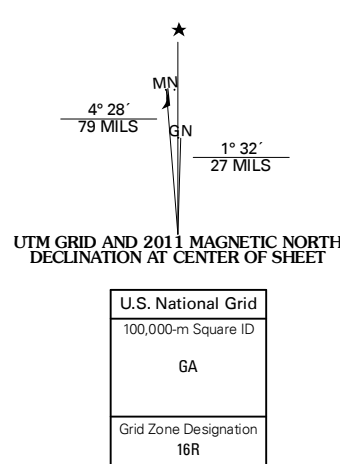 MN
4° 28´
79 MILS
GN
1° 32´
27 MILS
UTM GRID AND 2011 MAGNETIC NORTH
DECLINATION AT CENTER OF SHEET
U.S. National Grid
100,000-m Square ID
GA
Grid Zone Designation
16R